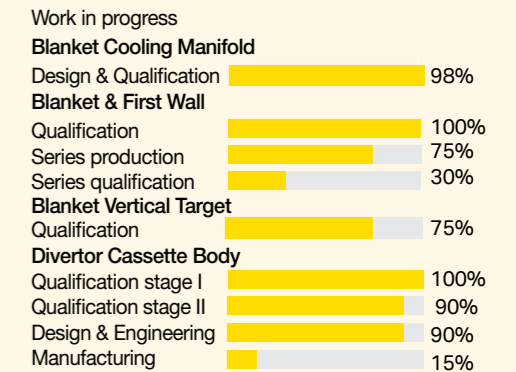 Work in progress
Blanket Cooling Manifold
Design & Qualification 98%
Blanket & First Wall
Qualification 100%
Series production 75%
Series qualification 30%
Blanket Vertical Target
Qualification 75%
Divertor Cassette Body
Qualification stage I 100%
Qualification stage II 90%
Design & Engineering 90%
Manufacturing 15%